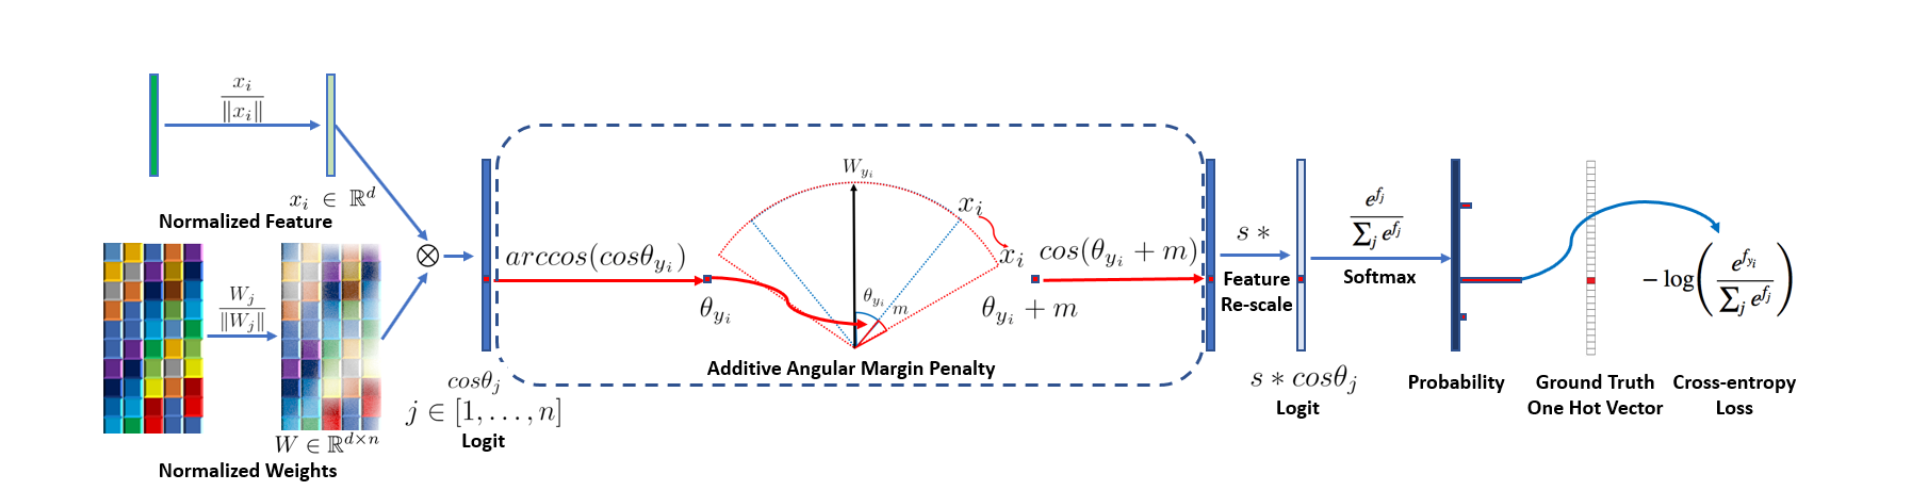 x_i
‖x_i‖
x_i ∈ ℝ^d
Normalized Feature
W_j
‖W_j‖
W ∈ ℝ^{d×n}
Normalized Weights
⊗
cosθ_j
j ∈ [1, . . . , n]
Logit
arccos(cosθ_{y_i})
θ_{y_i}
W_{y_i}
x_i
x_i
θ_{y_i}
m
Additive Angular Margin Penalty
cos(θ_{y_i} + m)
θ_{y_i} + m
s *
Feature
Re-scale
s * cosθ_j
Logit
e^{f_j}
∑_j e^{f_j}
Softmax
Probability
Ground Truth
One Hot Vector
− log( e^{f_{y_i}} / ∑_j e^{f_j} )
Cross-entropy
Loss